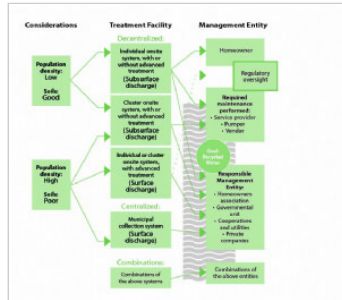 Considerations
Treatment Facility
Management Entity
Population
density:
Low
Soils:
Good
Population
density:
High
Soils:
Poor
Decentralized:
Individual onsite
system, with or
without advanced
treatment
(Subsurface
discharge)
Cluster onsite
system, with or
without advanced
treatment
(Subsurface
discharge)
Individual or cluster
onsite system,
with advanced
treatment
(Surface
discharge)
Centralized:
Municipal
collection system
(Surface
discharge)
Combinations:
Combinations of
the above systems
Homeowner
Regulatory
oversight
Required
maintenance
performed:
• Service provider
• Pumper
• Vendor
Responsible
Management
Entity:
• Homeowners
association
• Governmental
unit
• Cooperatives
and utilities
• Private
companies
Combinations of
the above entities